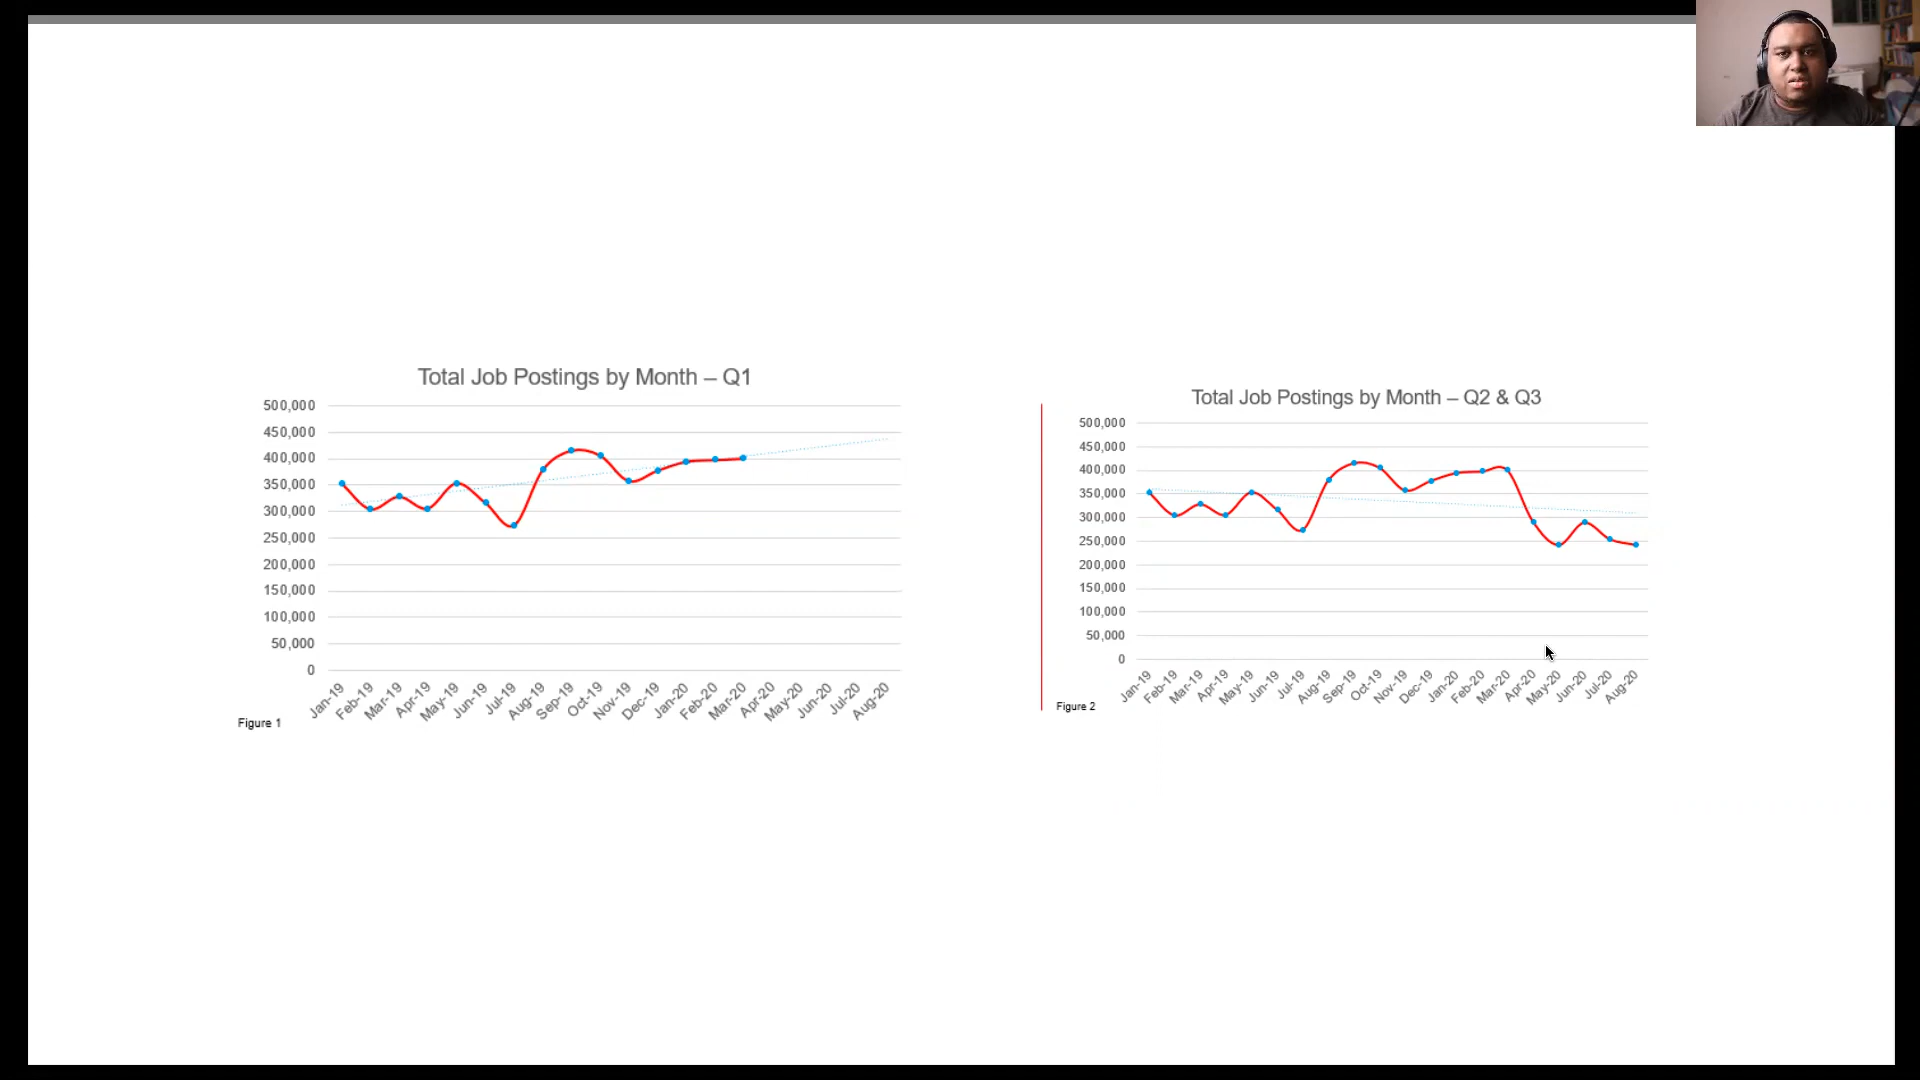 Total Job Postings by Month – Q1
500,000
450,000
400,000
350,000
300,000
250,000
200,000
150,000
100,000
50,000
0
Jan-19
Feb-19
Mar-19
Apr-19
May-19
Jun-19
Jul-19
Aug-19
Sep-19
Oct-19
Nov-19
Dec-19
Jan-20
Feb-20
Mar-20
Apr-20
May-20
Jun-20
Jul-20
Aug-20
Figure 1
Total Job Postings by Month – Q2 & Q3
500,000
450,000
400,000
350,000
300,000
250,000
200,000
150,000
100,000
50,000
0
Jan-19
Feb-19
Mar-19
Apr-19
May-19
Jun-19
Jul-19
Aug-19
Sep-19
Oct-19
Nov-19
Dec-19
Jan-20
Feb-20
Mar-20
Apr-20
May-20
Jun-20
Jul-20
Aug-20
Figure 2